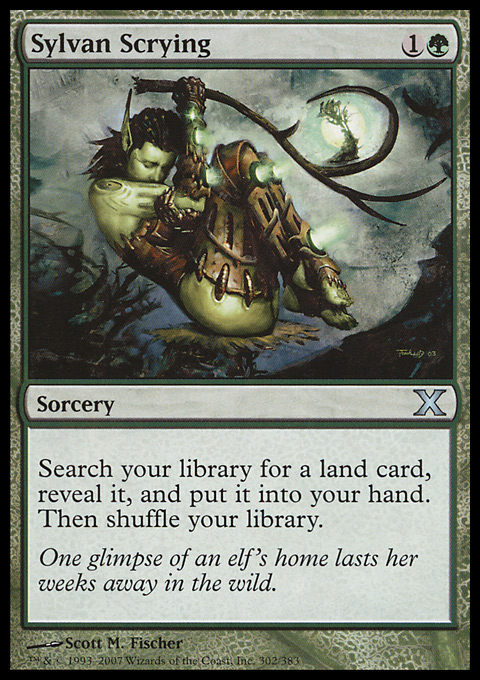 Sylvan Scrying
1
Sorcery
X
Search your library for a land card,
reveal it, and put it into your hand.
Then shuffle your library.
One glimpse of an elf's home lasts her
weeks away in the wild.
Scott M. Fischer
™ & © 1993–2007 Wizards of the Coast, Inc. 302/383